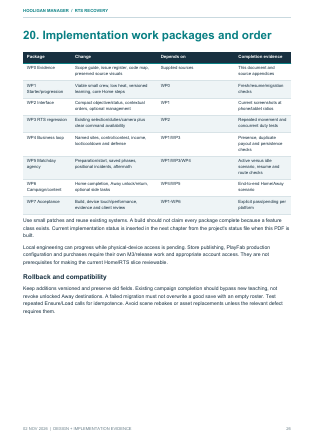 HOOLIGAN MANAGER / RTS RECOVERY
20. Implementation work packages and order
Package Change Depends on Completion evidence
WP0 Evidence Scope guide, issue register, code map, preserved source visuals Supplied sources This document and source appendices
WP1 Starter/progression Viable small crew, low heat, versioned learning, core Home steps WP0 Fresh/resume/migration checks
WP2 Interface Compact objective/status, contextual orders, optional management WP1 Current screenshots at phone/tablet ratios
WP3 RTS regression Existing selection/tabs/camera plus clear command availability WP2 Repeated movement and concurrent duty tests
WP4 Business loop Named sites, control/contest, income, lock/cooldown and defense WP1/WP3 Presence, duplicate payout and persistence checks
WP5 Matchday agency Preparation/start, saved phases, positional incidents, aftermath WP1/WP3/WP4 Active versus idle scenario, resume and route checks
WP6 Campaign/content Home completion, Away unlock/return, optional side tasks WP4/WP5 End-to-end Home/Away scenario
WP7 Acceptance Build, device touch/performance, evidence and client review WP1-WP6 Explicit pass/pending per platform
Use small patches and reuse existing systems. A build should not claim every package complete because a feature
class exists. Current implementation status is inserted in the next chapter from the project's status file when this PDF is
built.
Local engineering can progress while physical-device access is pending. Store publishing, PlayFab production
configuration and purchases require their own M3/release work and appropriate account access. They are not
prerequisites for making the current Home/RTS slice reviewable.
Rollback and compatibility
Keep additions versioned and preserve old fields. Existing campaign completion should bypass new teaching, not
revoke unlocked Away destinations. A failed migration must not overwrite a good save with an empty roster. Test
repeated Ensure/Load calls for idempotence. Avoid scene rebakes or asset replacements unless the relevant defect
requires them.